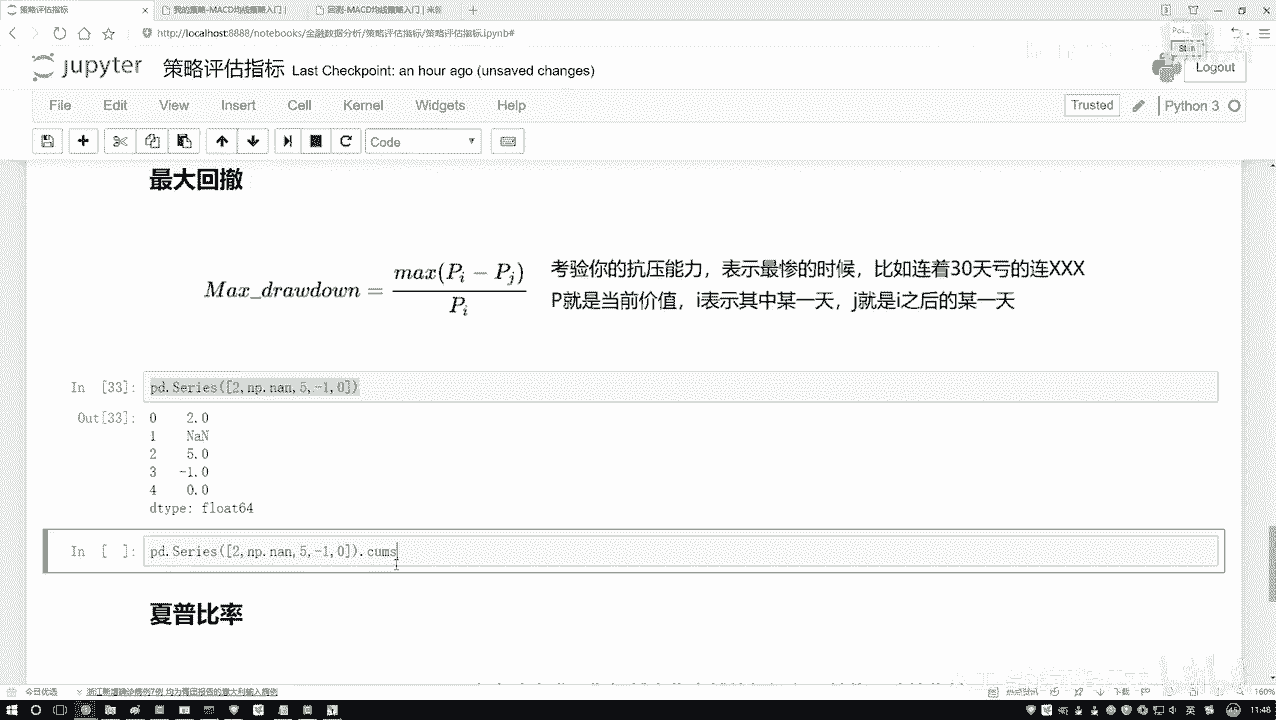 策略评估指标
我的策略-MACD均线策略入门 |
回测-MACD均线策略入门 | 米筐
http://localhost:8888/notebooks/金融数据分析/策略评估指标/策略评估指标.ipynb#
jupyter 策略评估指标 Last Checkpoint: an hour ago (unsaved changes)
Logout
File Edit View Insert Cell Kernel Widgets Help
Trusted
Python 3
Code
最大回撤
Max_drawdown = max(P_i − P_j) / P_i
考验你的抗压能力，表示最惨的时候，比如连着30天亏的连XXX
P就是当前价值，i表示其中某一天，j就是i之后的某一天
In [33]: pd.Series([2,np.nan,5,-1,0])
Out[33]: 0 2.0
1 NaN
2 5.0
3 -1.0
4 0.0
dtype: float64
In [ ]: pd.Series([2,np.nan,5,-1,0]).cums
夏普比率
今日优选
下载
160%
英
11:48